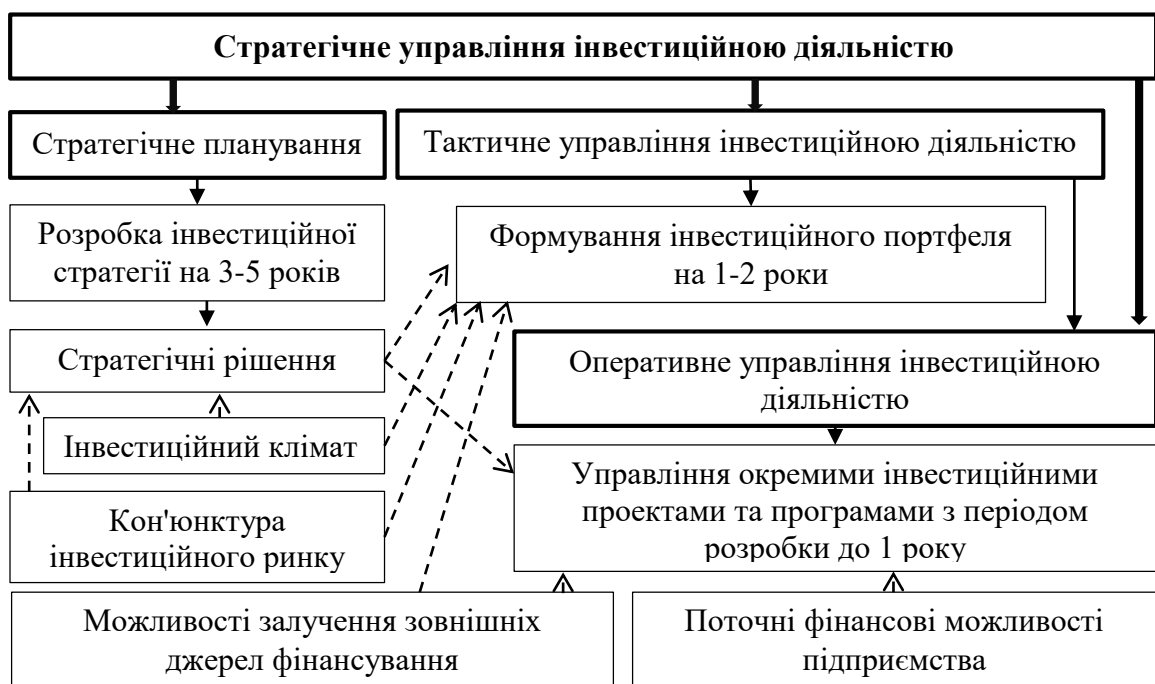 Стратегічне управління інвестиційною діяльністю
Стратегічне планування
Тактичне управління інвестиційною діяльністю
Розробка інвестиційної
стратегії на 3-5 років
Формування інвестиційного портфеля
на 1-2 роки
Стратегічні рішення
Оперативне управління інвестиційною
діяльністю
Інвестиційний клімат
Управління окремими інвестиційними
проектами та програмами з періодом
розробки до 1 року
Кон'юнктура
інвестиційного ринку
Можливості залучення зовнішніх
джерел фінансування
Поточні фінансові можливості
підприємства